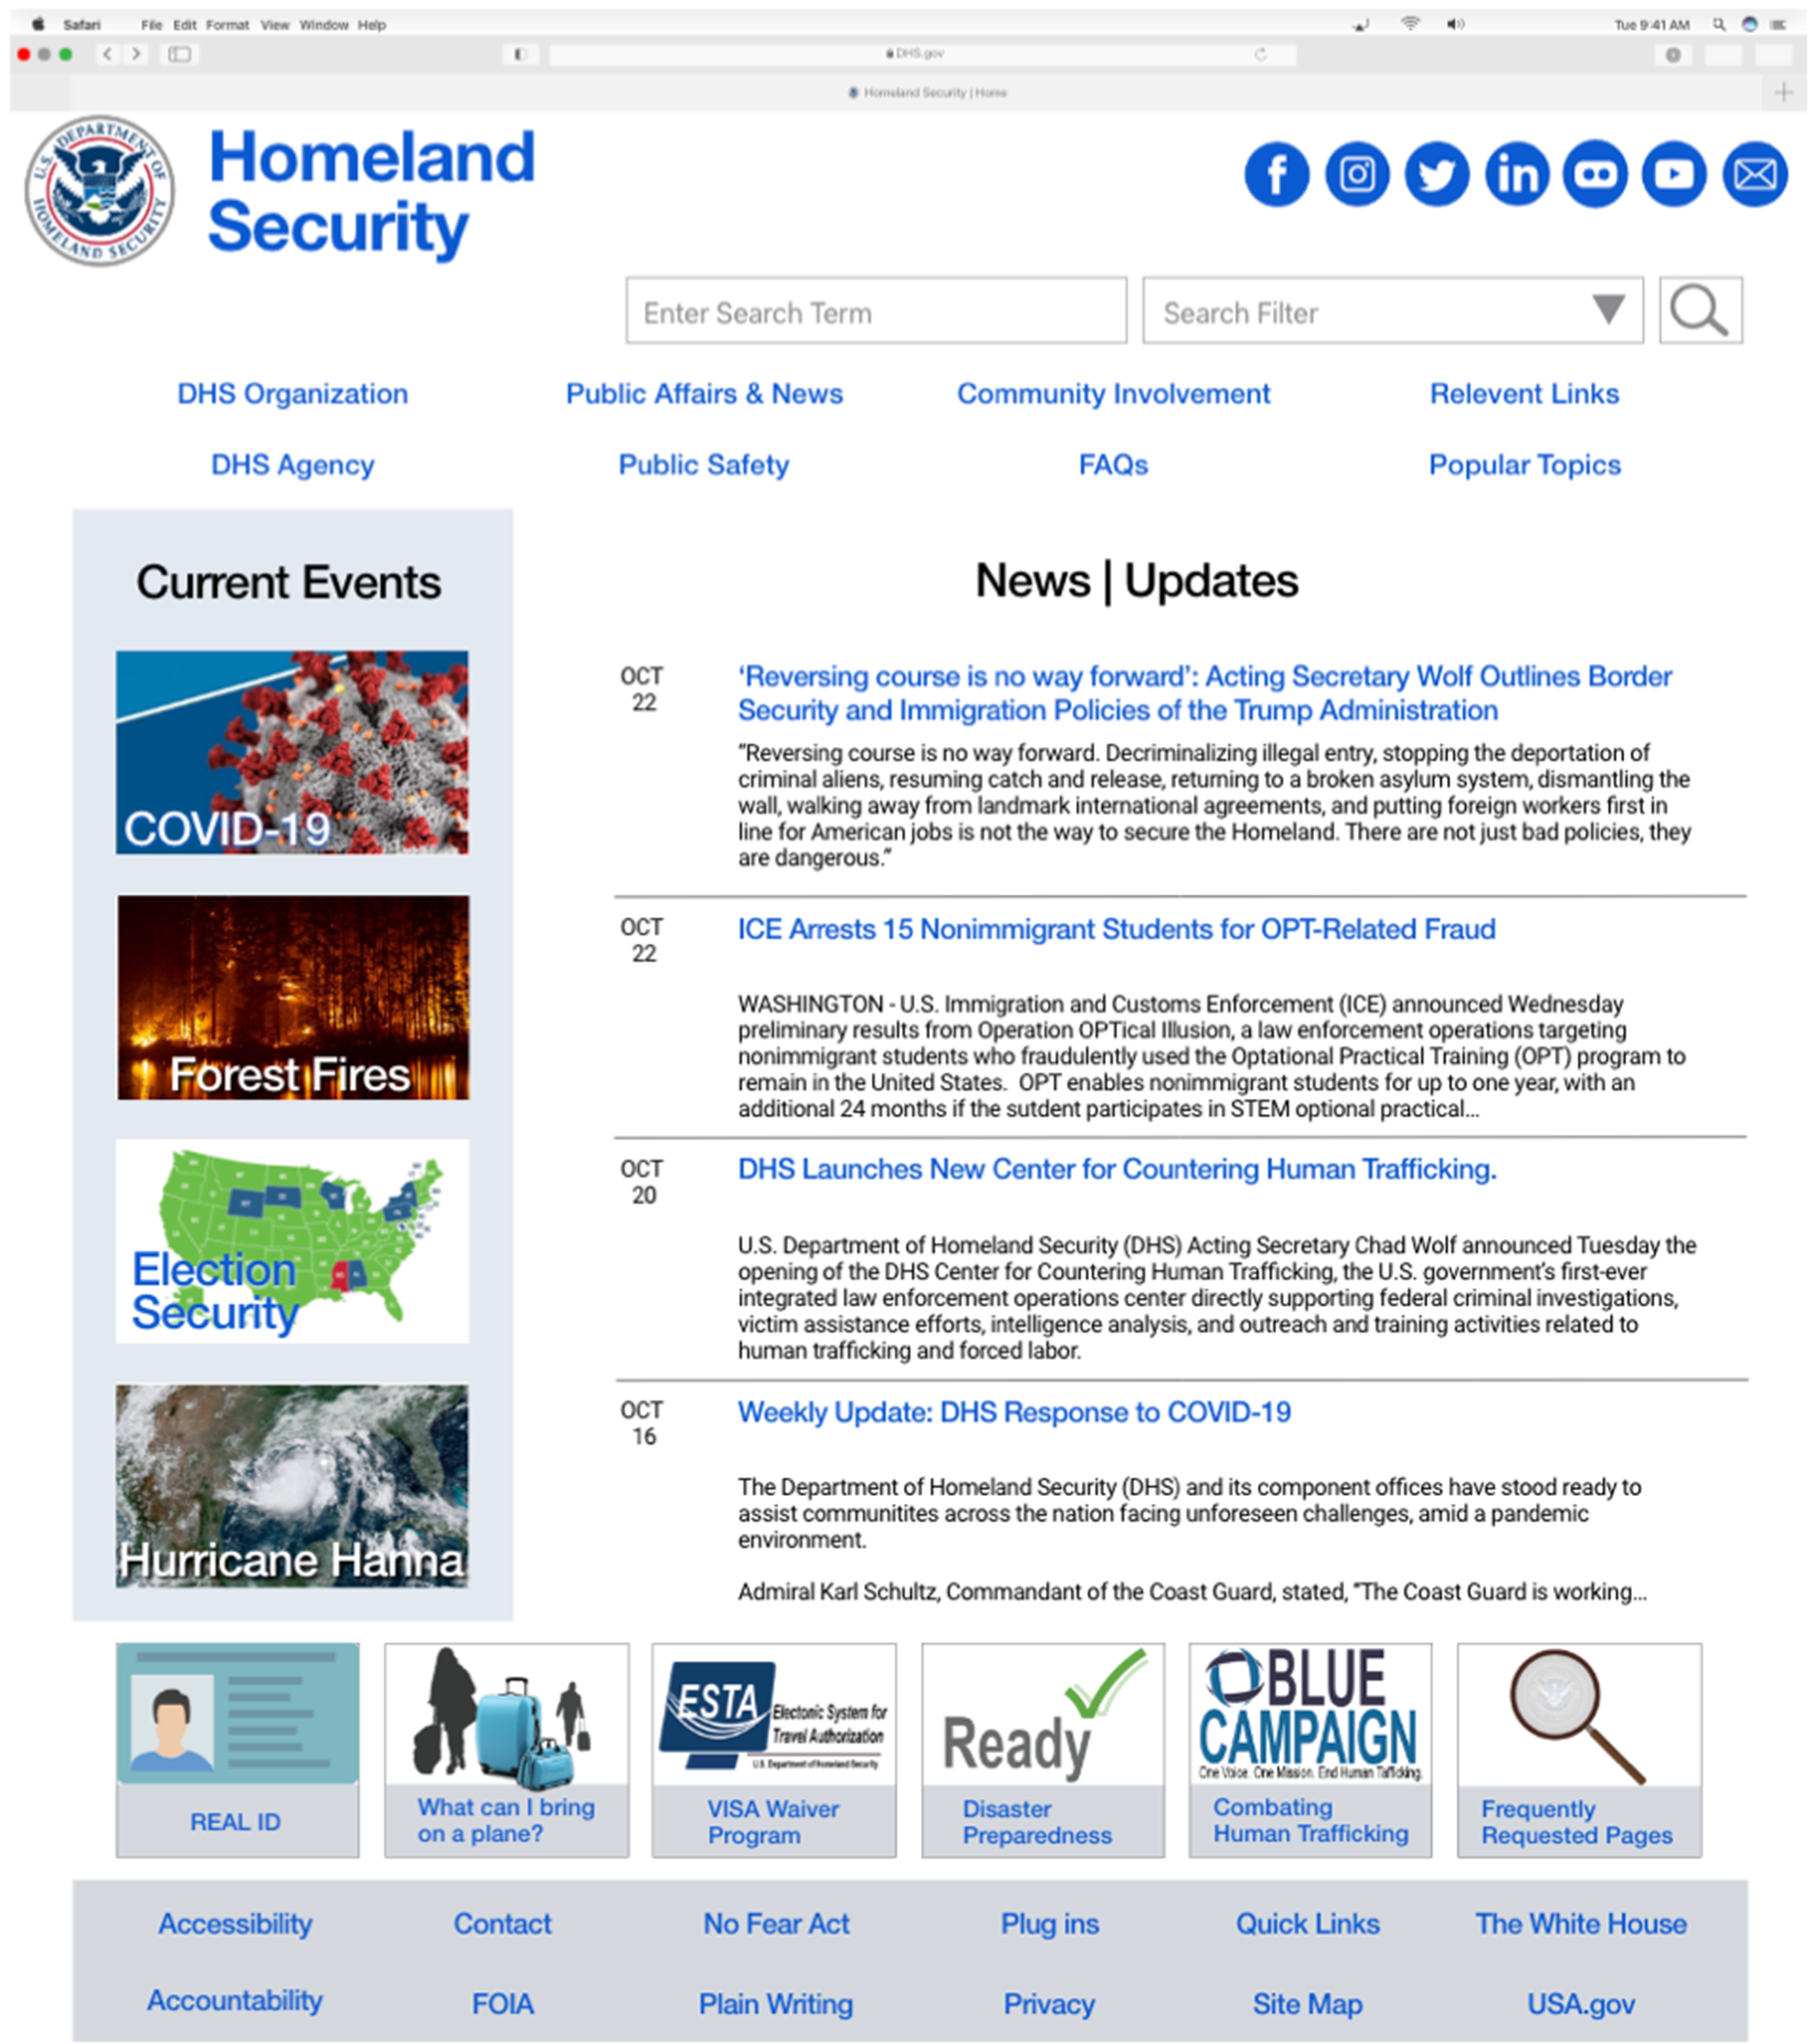 Safari File Edit Format View Window Help Tue 9:41 AM
DHS.gov
Homeland Security | Home
U.S. DEPARTMENT OF HOMELAND SECURITY
Homeland
Security
Enter Search Term
Search Filter
DHS Organization Public Affairs & News Community Involvement Relevent Links
DHS Agency Public Safety FAQs Popular Topics
Current Events
COVID-19
Forest Fires
Election
Security
Hurricane Hanna
News | Updates
OCT
22
‘Reversing course is no way forward’: Acting Secretary Wolf Outlines Border
Security and Immigration Policies of the Trump Administration
“Reversing course is no way forward. Decriminalizing illegal entry, stopping the deportation of
criminal aliens, resuming catch and release, returning to a broken asylum system, dismantling the
wall, walking away from landmark international agreements, and putting foreign workers first in
line for American jobs is not the way to secure the Homeland. There are not just bad policies, they
are dangerous.”
OCT
22
ICE Arrests 15 Nonimmigrant Students for OPT-Related Fraud
WASHINGTON - U.S. Immigration and Customs Enforcement (ICE) announced Wednesday
preliminary results from Operation OPTical Illusion, a law enforcement operations targeting
nonimmigrant students who fraudulently used the Optational Practical Training (OPT) program to
remain in the United States. OPT enables nonimmigrant students for up to one year, with an
additional 24 months if the sutdent participates in STEM optional practical...
OCT
20
DHS Launches New Center for Countering Human Trafficking.
U.S. Department of Homeland Security (DHS) Acting Secretary Chad Wolf announced Tuesday the
opening of the DHS Center for Countering Human Trafficking, the U.S. government’s first-ever
integrated law enforcement operations center directly supporting federal criminal investigations,
victim assistance efforts, intelligence analysis, and outreach and training activities related to
human trafficking and forced labor.
OCT
16
Weekly Update: DHS Response to COVID-19
The Department of Homeland Security (DHS) and its component offices have stood ready to
assist communitites across the nation facing unforeseen challenges, amid a pandemic
environment.
Admiral Karl Schultz, Commandant of the Coast Guard, stated, “The Coast Guard is working...
REAL ID
What can I bring
on a plane?
ESTA
Electonic System for
Travel Authorization
U.S. Department of Homeland Security
VISA Waiver
Program
Ready
Disaster
Preparedness
BLUE
CAMPAIGN
One Voice. One Mission. End Human Trafficking.
Combating
Human Trafficking
Frequently
Requested Pages
Accessibility Contact No Fear Act Plug ins Quick Links The White House
Accountability FOIA Plain Writing Privacy Site Map USA.gov